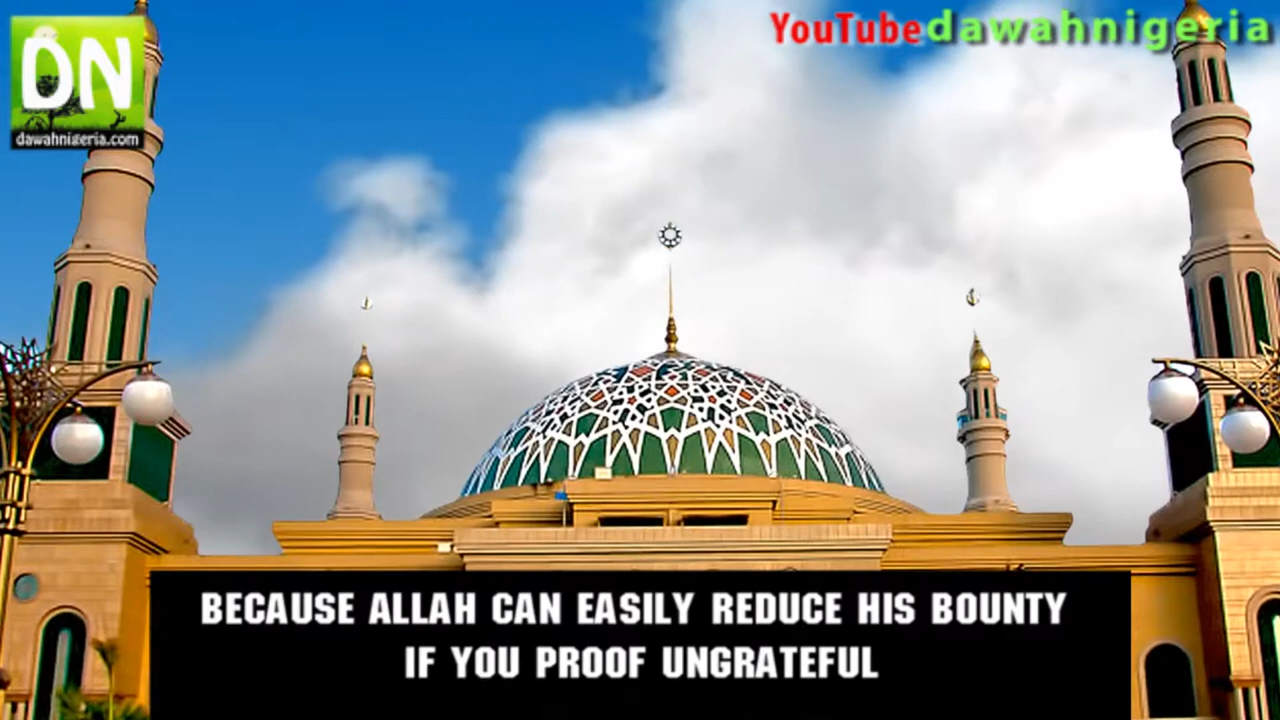 DN
dawahnigeria.com
YouTubedawahnigeria
BECAUSE ALLAH CAN EASILY REDUCE HIS BOUNTY
IF YOU PROOF UNGRATEFUL